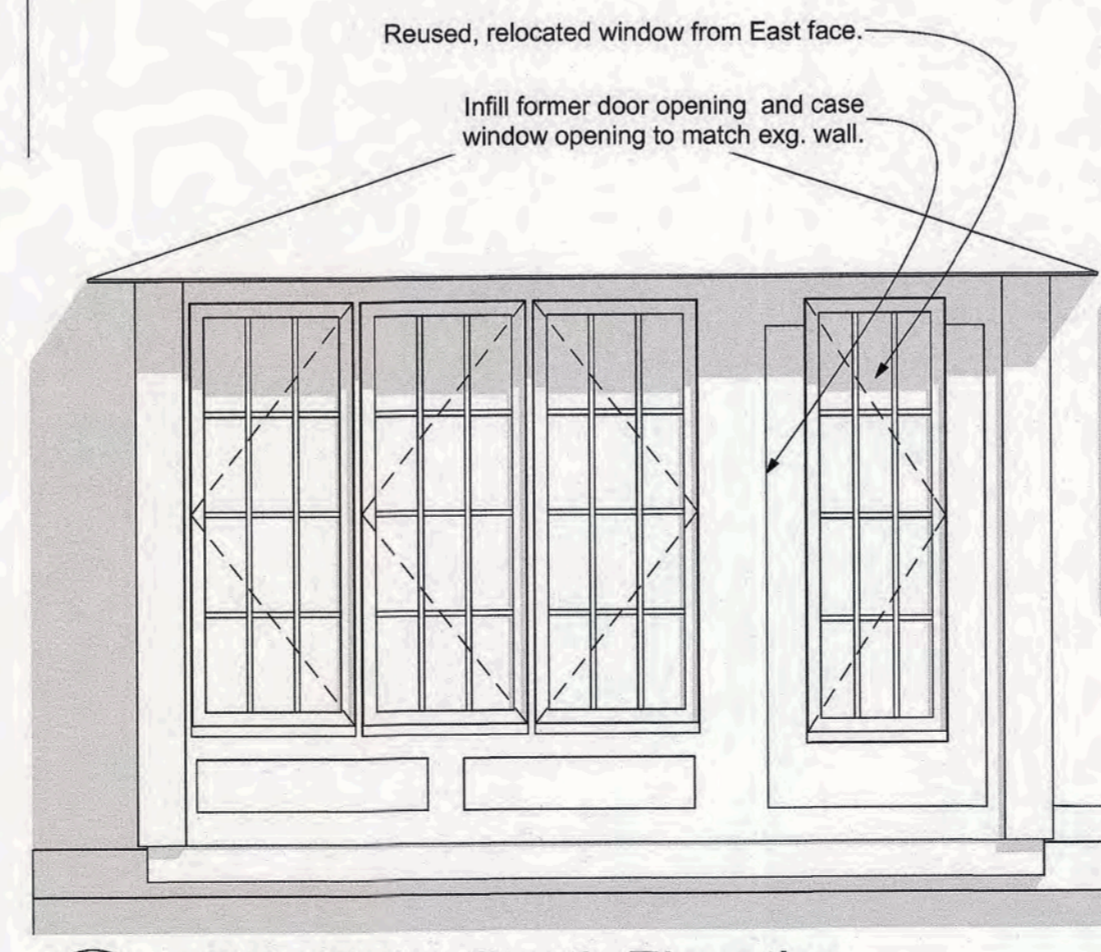 Reused, relocated window from East face.
Infill former door opening and case
window opening to match exg. wall.